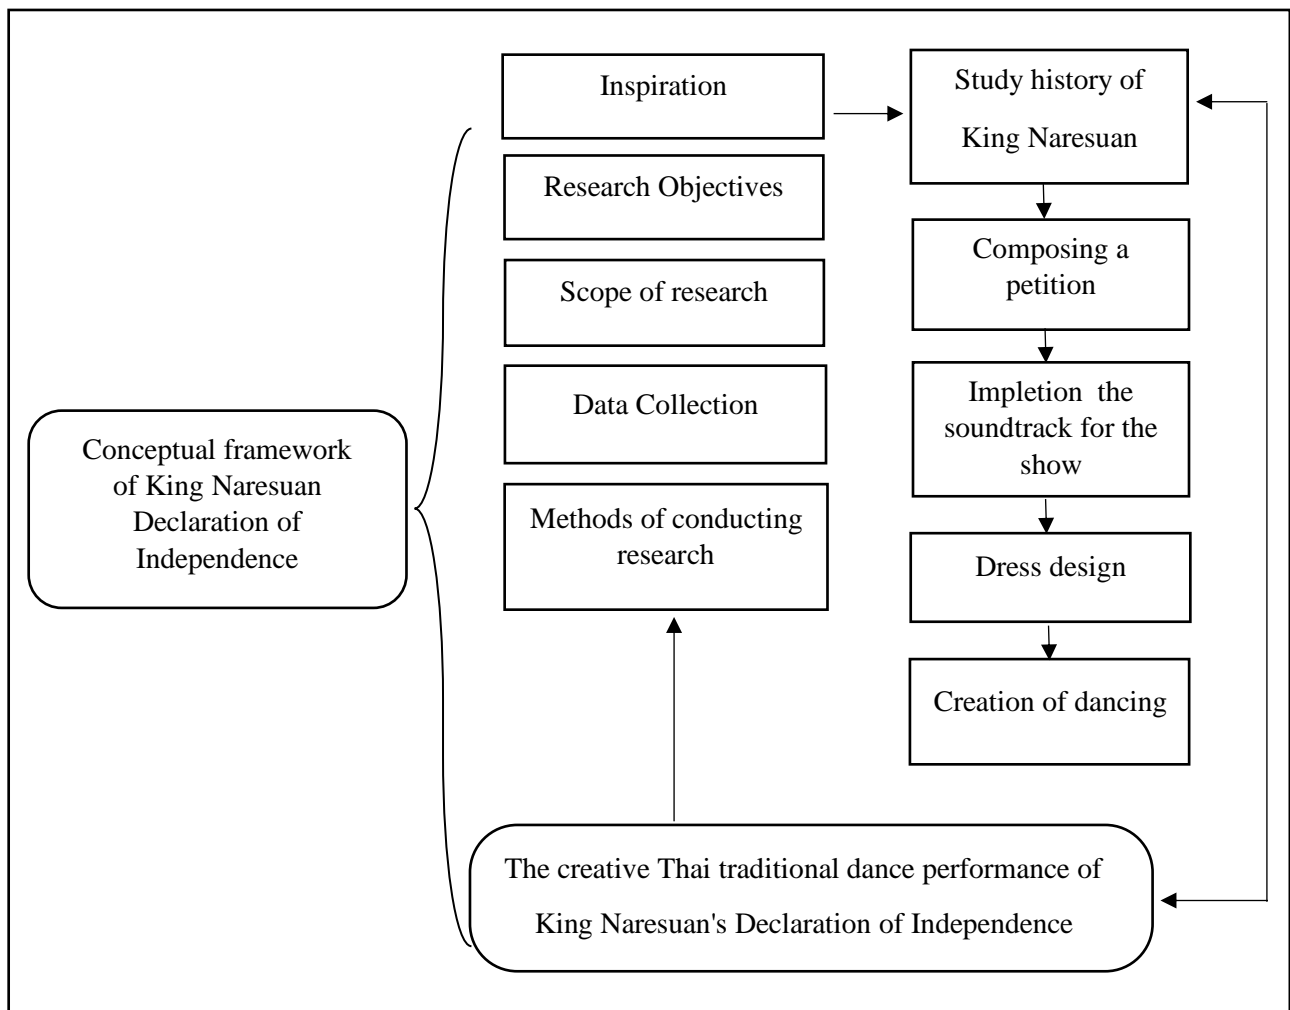 Inspiration
Research Objectives
Scope of research
Data Collection
Methods of conducting
research
Study history of
King Naresuan
Composing a
petition
Impletion  the
soundtrack for the
show
Dress design
Creation of dancing
Conceptual framework
of King Naresuan
Declaration of
Independence
The creative Thai traditional dance performance of
King Naresuan's Declaration of Independence